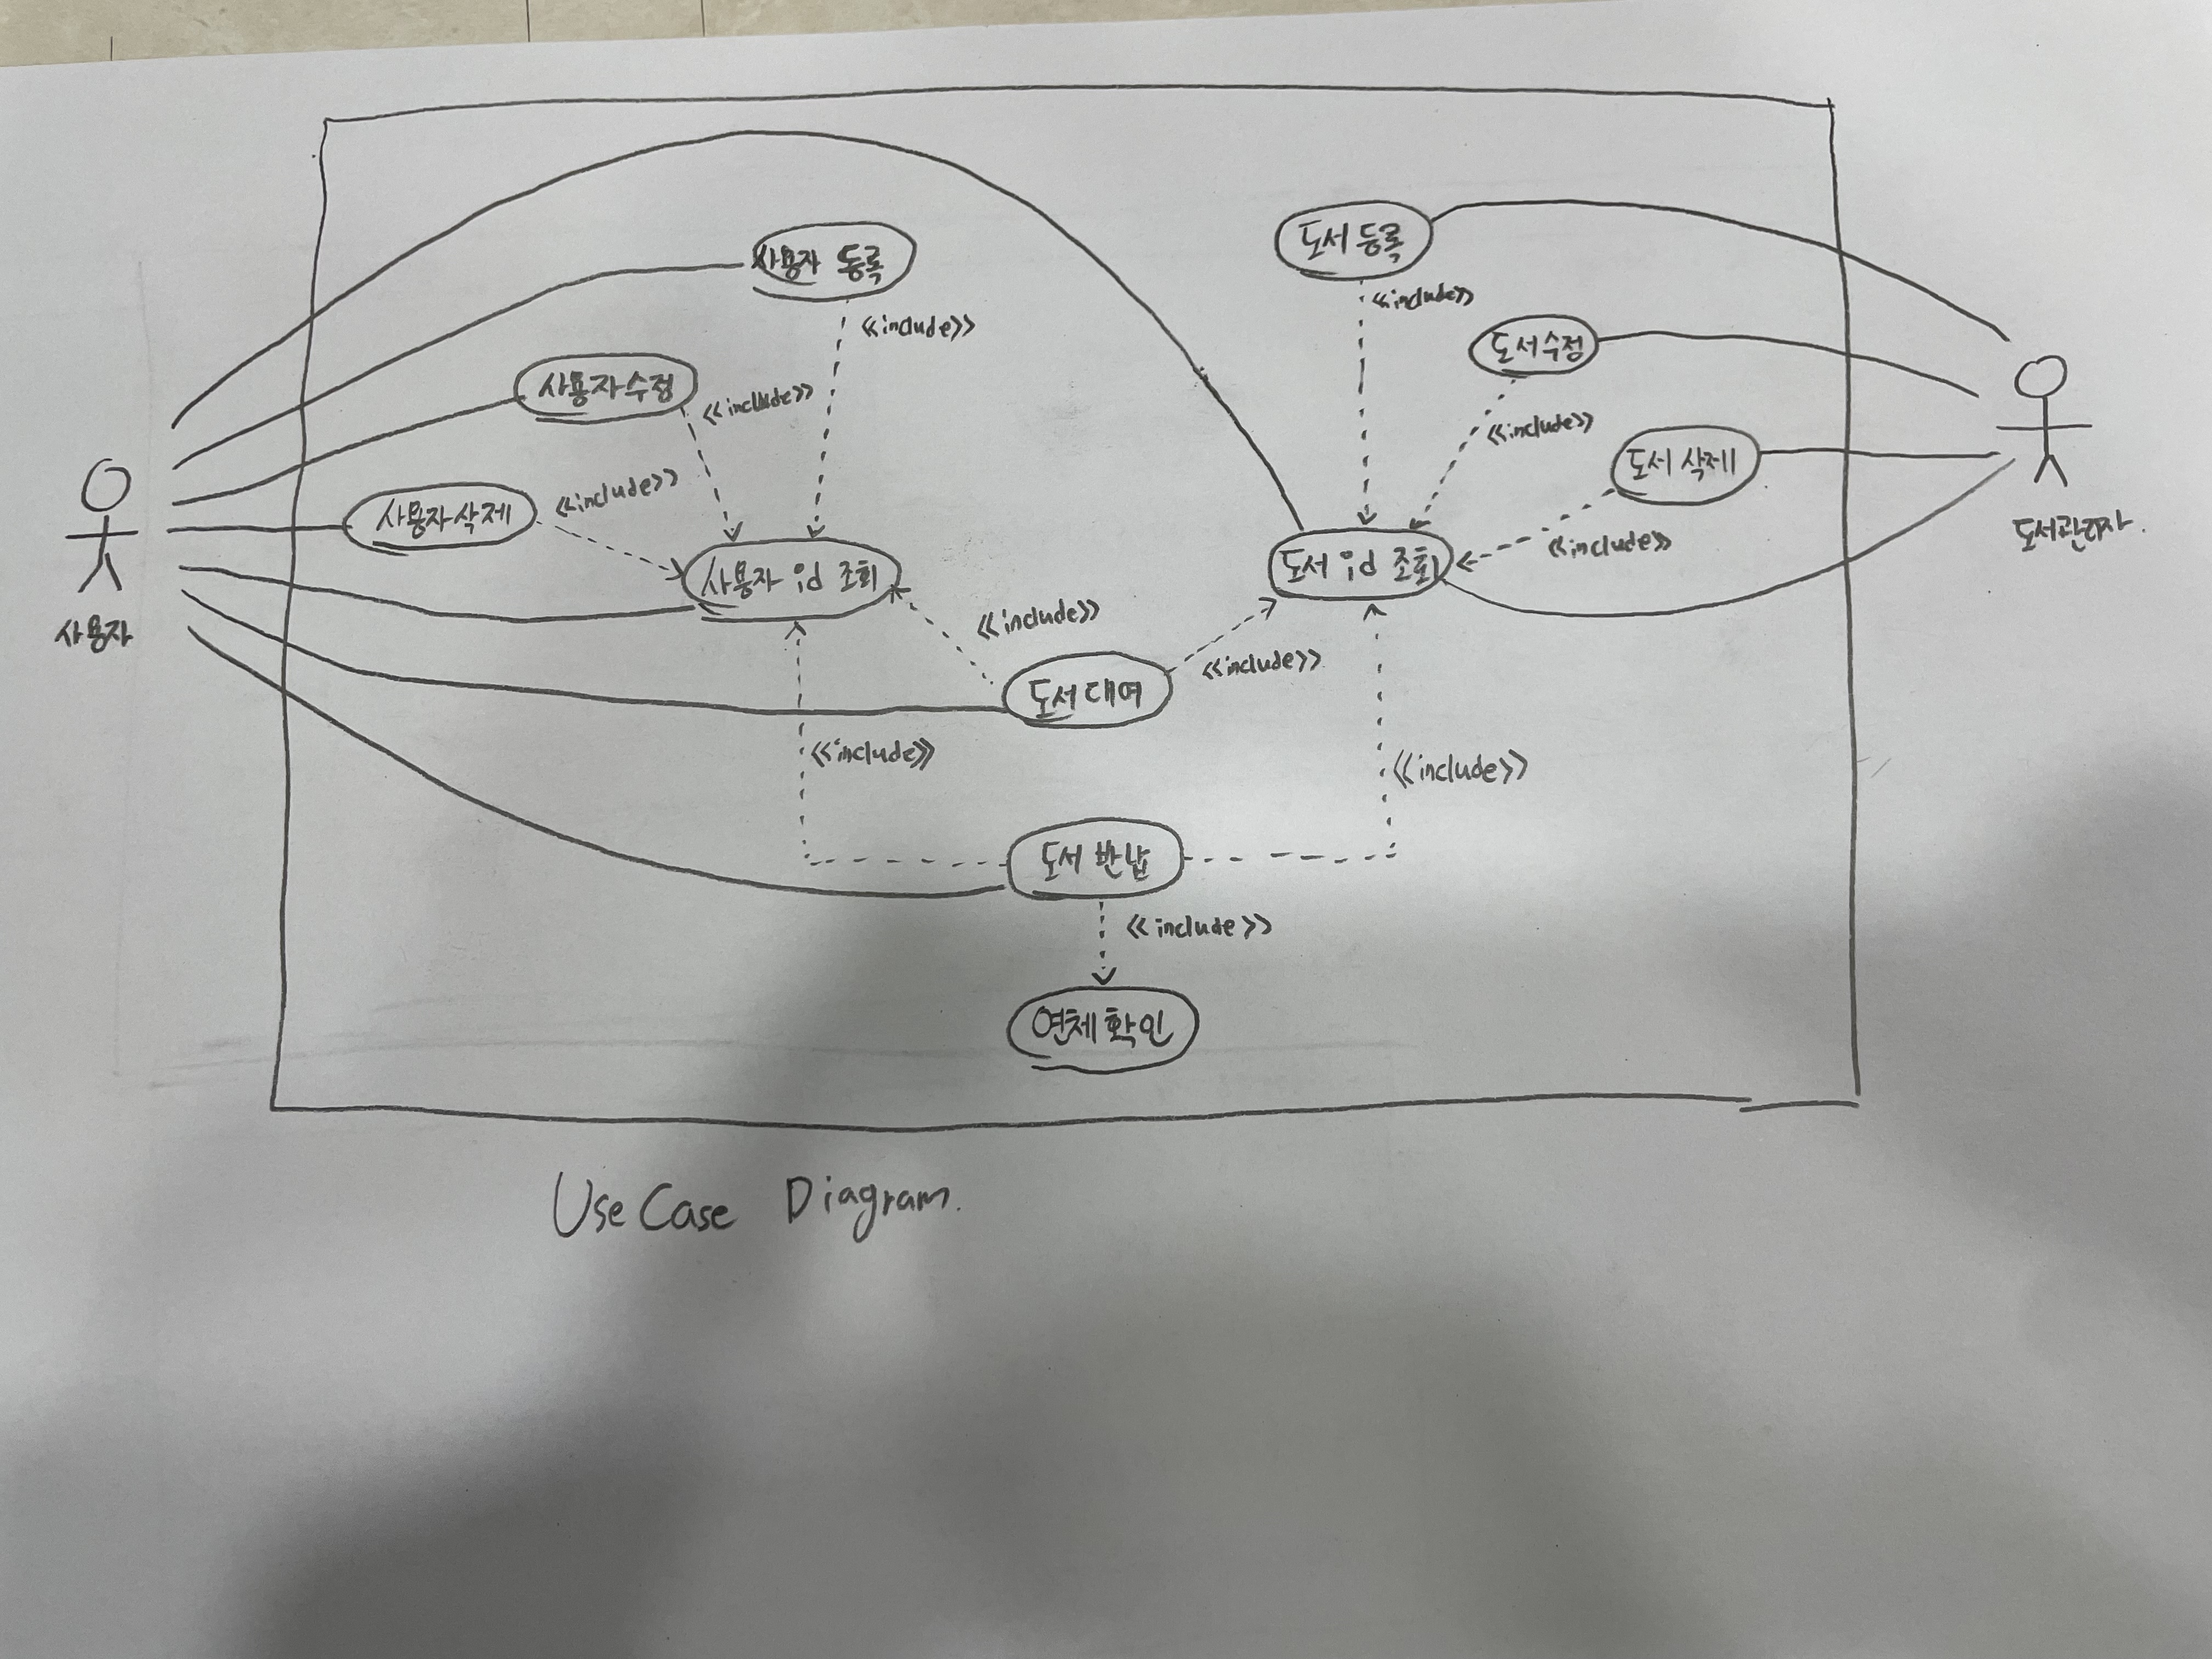 사용자 등록
<<include>>
사용자수정
<<include>>
사용자삭제
<<include>>
사용자 id 조회
사용자
도서 등록
<<include>>
도서수정
<<include>>
도서 삭제
<<include>>
도서 id 조회
도서관리자.
<<include>>
<<include>>
도서대여
<<include>>
<<include>>
도서 반납
<<include>>
연체확인
Use Case Diagram.